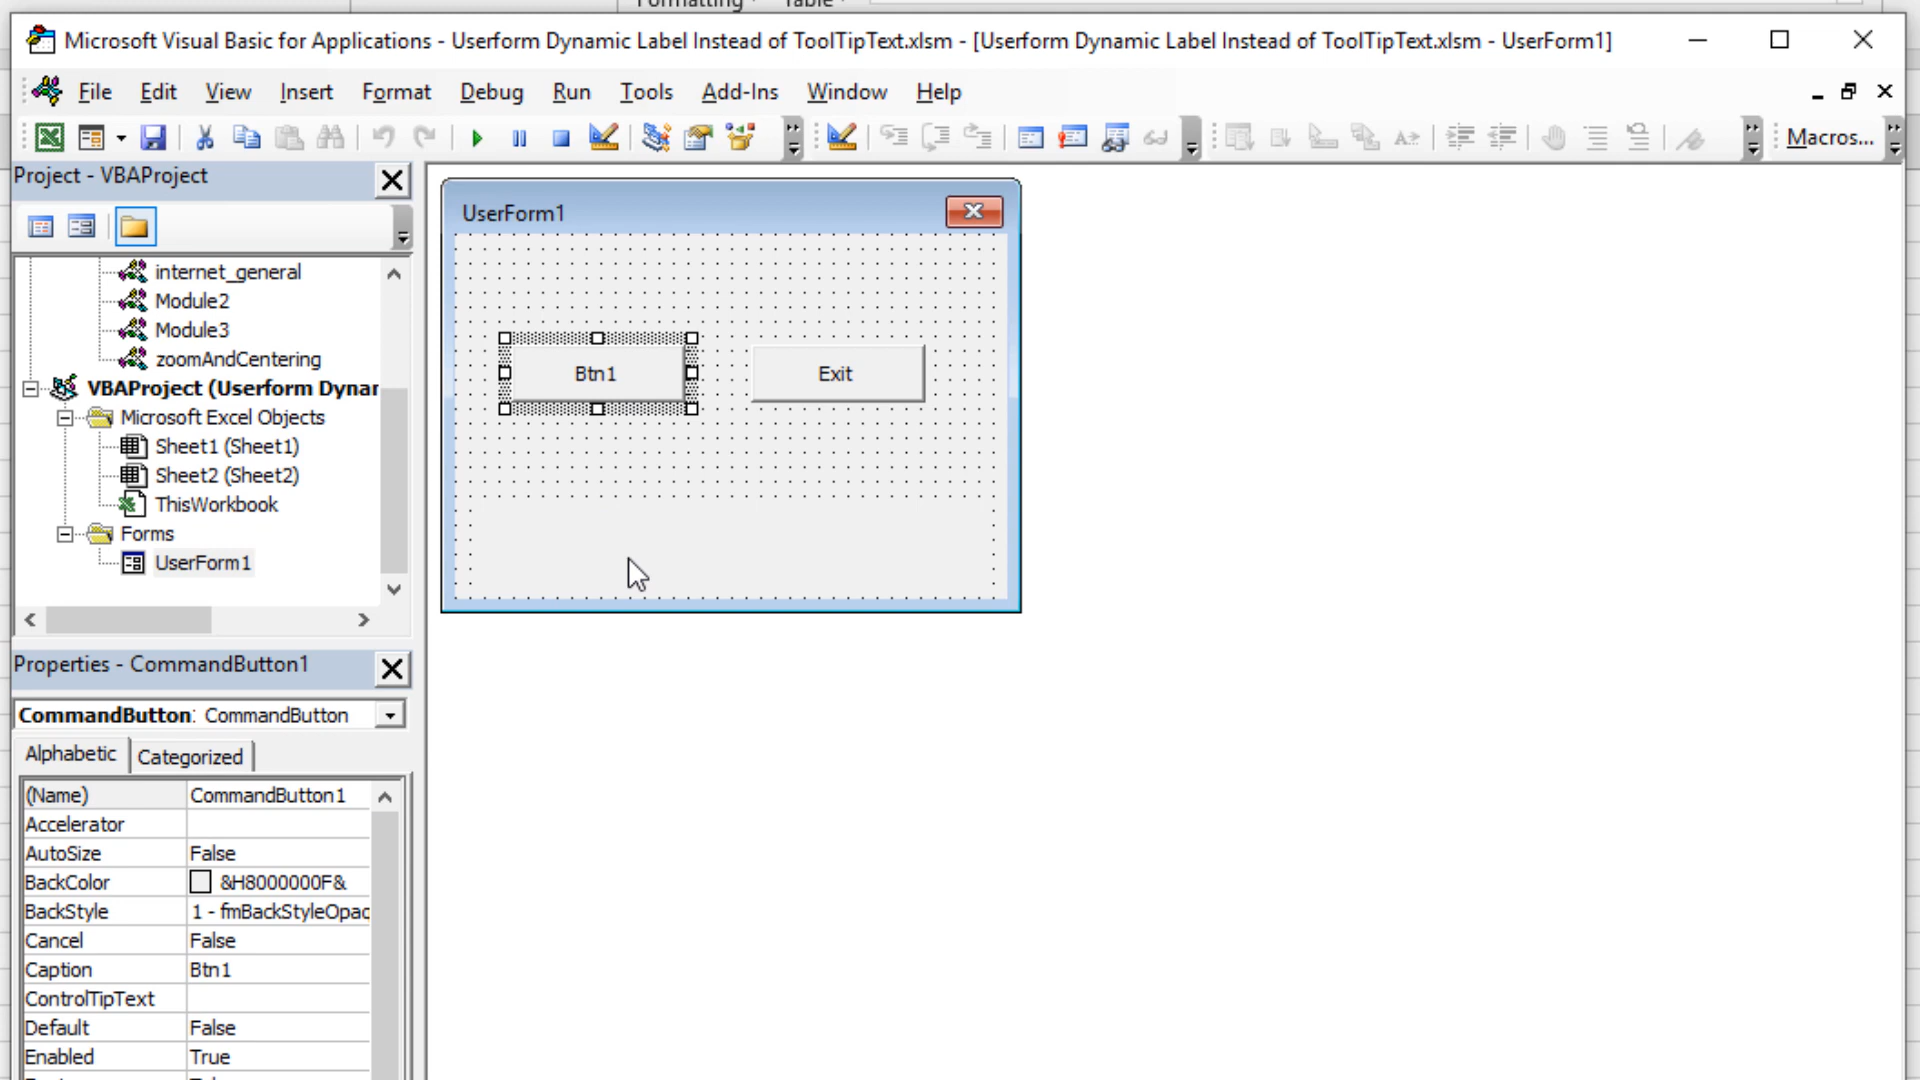 Formatting Table
Microsoft Visual Basic for Applications - Userform Dynamic Label Instead of ToolTipText.xlsm - [Userform Dynamic Label Instead of ToolTipText.xlsm - UserForm1]
File Edit View Insert Format Debug Run Tools Add-Ins Window Help
Macros...
Project - VBAProject
UserForm1
internet_general
Module2
Module3
zoomAndCentering
VBAProject (Userform Dynar
Microsoft Excel Objects
Sheet1 (Sheet1)
Sheet2 (Sheet2)
ThisWorkbook
Forms
UserForm1
Btn1
Exit
Properties - CommandButton1
CommandButton: CommandButton
Alphabetic Categorized
(Name) CommandButton1
Accelerator
AutoSize False
BackColor &H8000000F&
BackStyle 1 - fmBackStyleOpac
Cancel False
Caption Btn1
ControlTipText
Default False
Enabled True